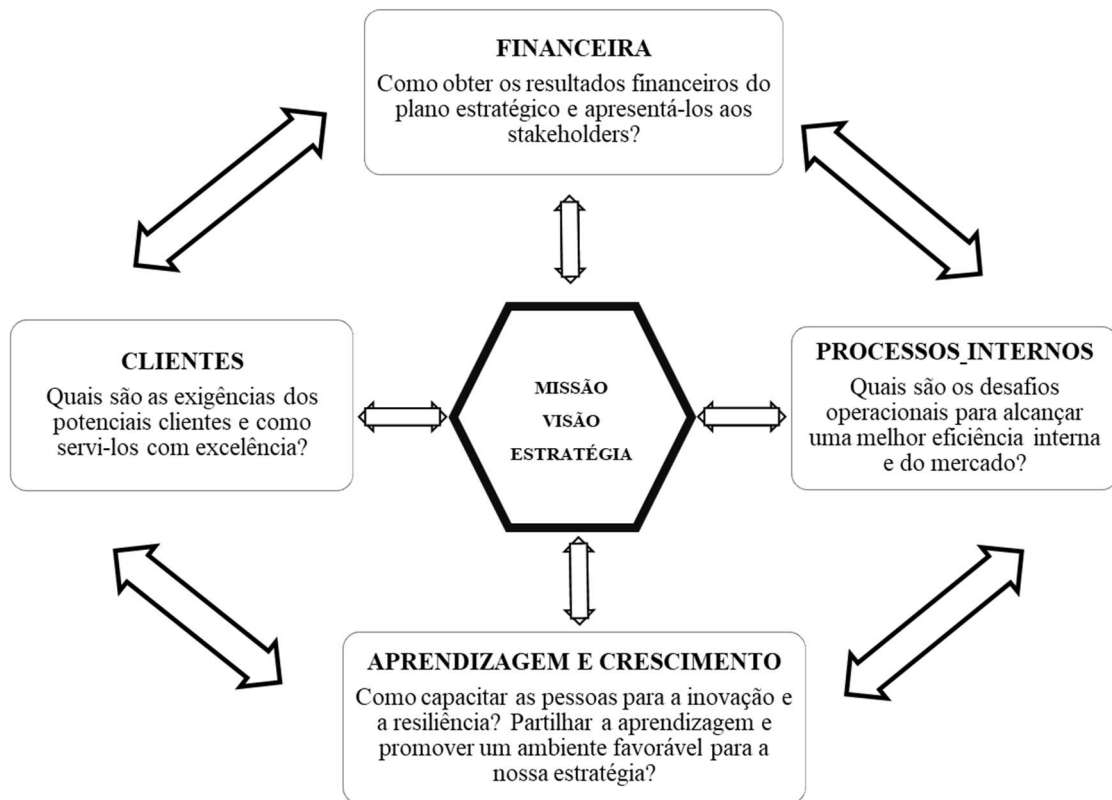 FINANCEIRA
Como obter os resultados financeiros do
plano estratégico e apresentá-los aos
stakeholders?
CLIENTES
Quais são as exigências dos
potenciais clientes e como
servi-los com excelência?
MISSÃO
VISÃO
ESTRATÉGIA
PROCESSOS_INTERNOS
Quais são os desafios
operacionais para alcançar
uma melhor eficiência interna
e do mercado?
APRENDIZAGEM E CRESCIMENTO
Como capacitar as pessoas para a inovação e
a resiliência? Partilhar a aprendizagem e
promover um ambiente favorável para a
nossa estratégia?